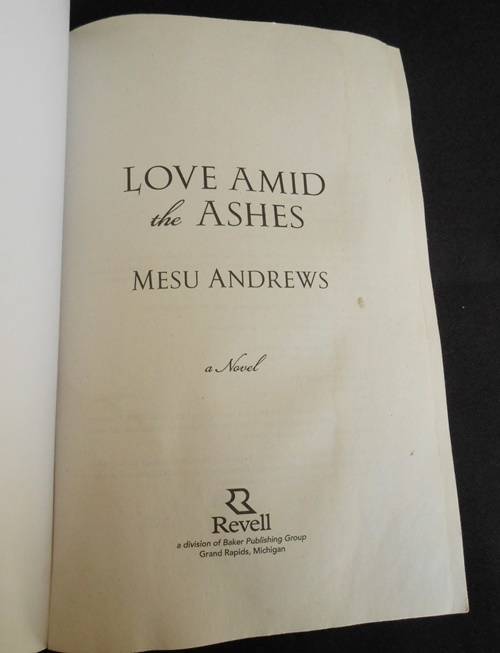 LOVE AMID
the ASHES
MESU ANDREWS
a Novel
Revell
a division of Baker Publishing Group
Grand Rapids, Michigan